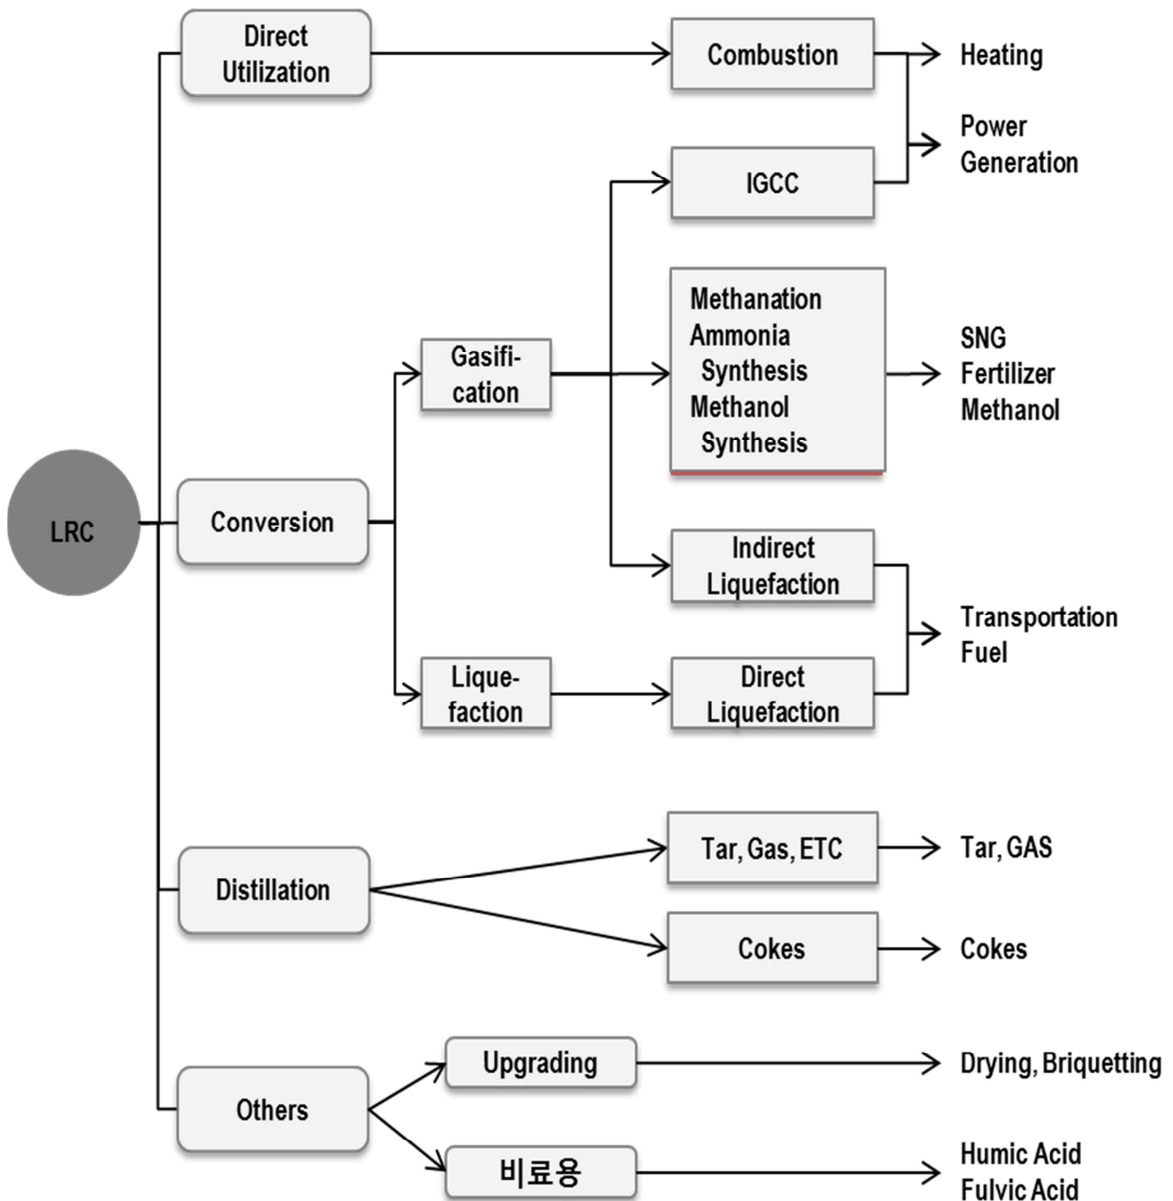 Direct
Utilization
Combustion
Heating
Power
Generation
IGCC
Methanation
Ammonia
Synthesis
Methanol
Synthesis
SNG
Fertilizer
Methanol
Gasifi-
cation
LRC
Conversion
Indirect
Liquefaction
Transportation
Fuel
Lique-
faction
Direct
Liquefaction
Distillation
Tar, Gas, ETC
Tar, GAS
Cokes
Cokes
Others
Upgrading
Drying, Briquetting
비료용
Humic Acid
Fulvic Acid